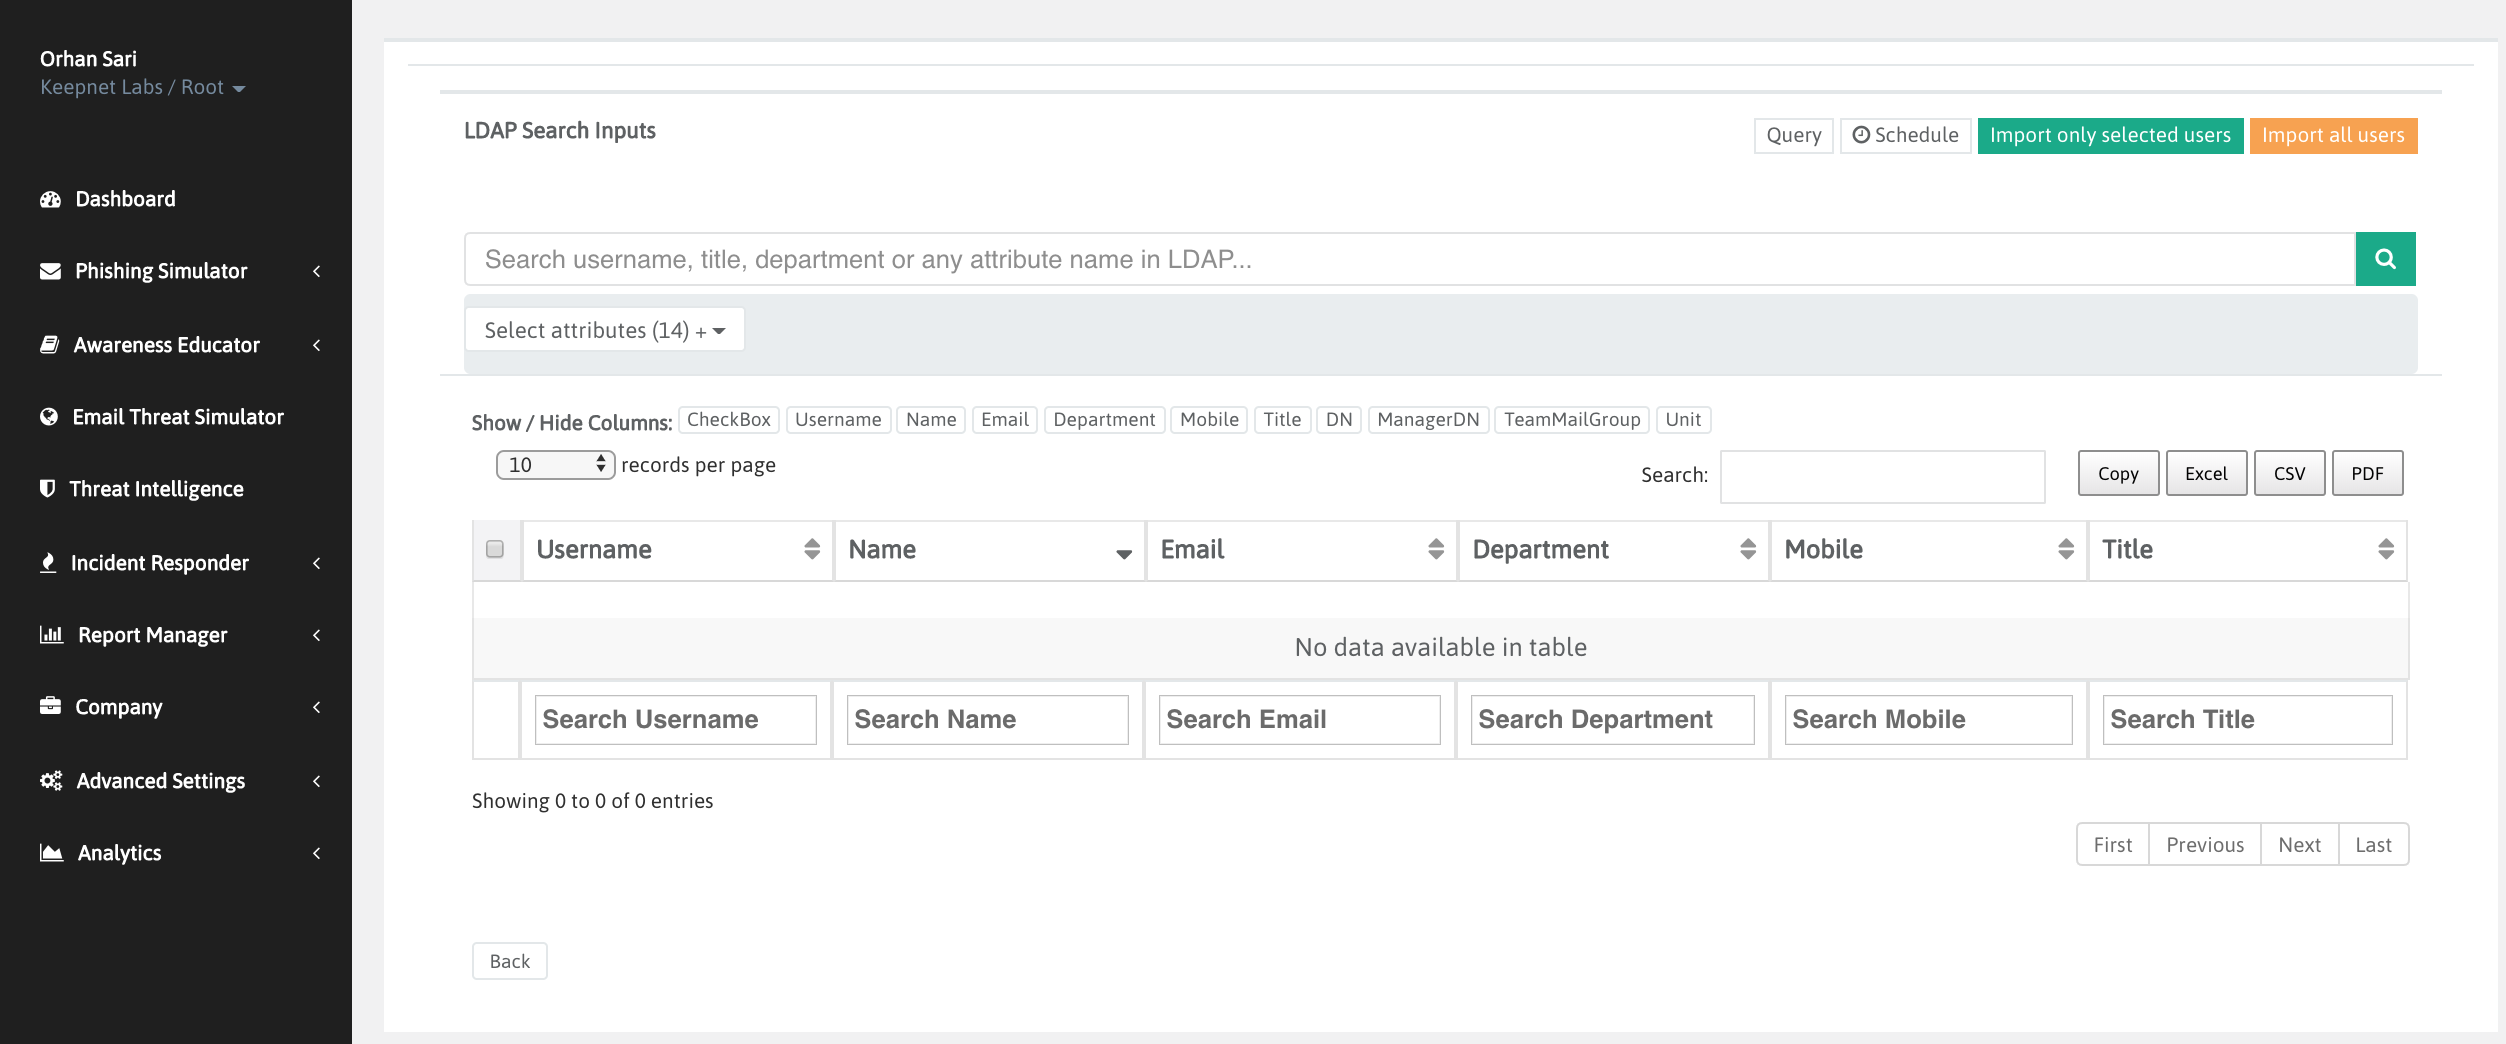 Orhan Sari
Keepnet Labs / Root
Dashboard
Phishing Simulator
Awareness Educator
Email Threat Simulator
Threat Intelligence
Incident Responder
Report Manager
Company
Advanced Settings
Analytics
LDAP Search Inputs
Query Schedule Import only selected users Import all users
Search username, title, department or any attribute name in LDAP...
Select attributes (14) +
Show / Hide Columns: CheckBox Username Name Email Department Mobile Title DN ManagerDN TeamMailGroup Unit
10 records per page
Search:
Copy Excel CSV PDF
Username Name Email Department Mobile Title
No data available in table
Search Username Search Name Search Email Search Department Search Mobile Search Title
Showing 0 to 0 of 0 entries
First Previous Next Last
Back